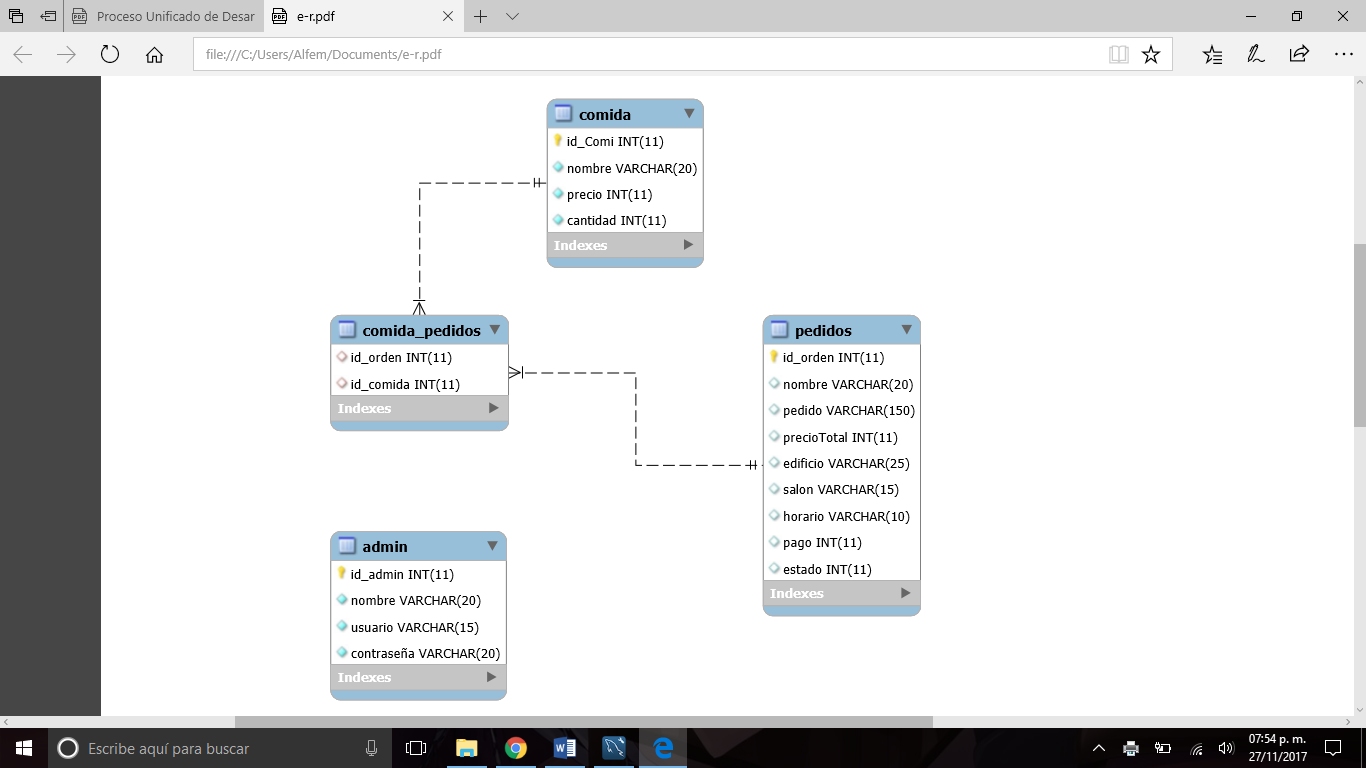 Proceso Unificado de Desar
e-r.pdf
file:///C:/Users/Alfem/Documents/e-r.pdf
comida
id_Comi INT(11)
nombre VARCHAR(20)
precio INT(11)
cantidad INT(11)
Indexes
comida_pedidos
id_orden INT(11)
id_comida INT(11)
Indexes
pedidos
id_orden INT(11)
nombre VARCHAR(20)
pedido VARCHAR(150)
precioTotal INT(11)
edificio VARCHAR(25)
salon VARCHAR(15)
horario VARCHAR(10)
pago INT(11)
estado INT(11)
Indexes
admin
id_admin INT(11)
nombre VARCHAR(20)
usuario VARCHAR(15)
contraseña VARCHAR(20)
Indexes
Escribe aquí para buscar
07:54 p. m.
27/11/2017